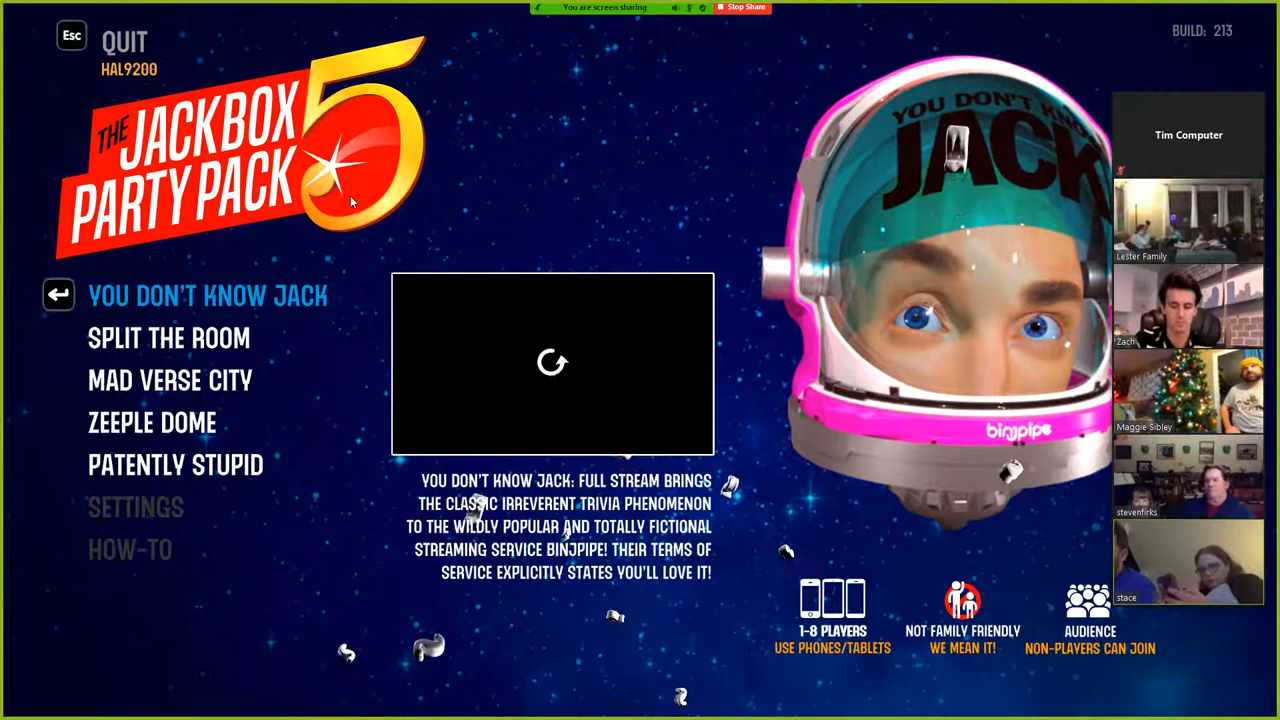 You are screen sharing
Stop Share
Esc
QUIT
HAL9200
BUILD: 213
THE JACKBOX
PARTY PACK 5
YOU DON'T KNOW
JACK
YOU DON'T KNOW JACK
SPLIT THE ROOM
MAD VERSE CITY
ZEEPLE DOME
PATENTLY STUPID
SETTINGS
HOW-TO
YOU DON'T KNOW JACK: FULL STREAM BRINGS
THE CLASSIC IRREVERENT TRIVIA PHENOMENON
TO THE WILDLY POPULAR AND TOTALLY FICTIONAL
STREAMING SERVICE BINJPIPE! THEIR TERMS OF
SERVICE EXPLICITLY STATES YOU'LL LOVE IT!
binjpipe
1-8 PLAYERS
USE PHONES/TABLETS
NOT FAMILY FRIENDLY
WE MEAN IT!
AUDIENCE
NON-PLAYERS CAN JOIN
Tim Computer
Lester Family
Zach
Maggie Sibley
stevenfirks
stace